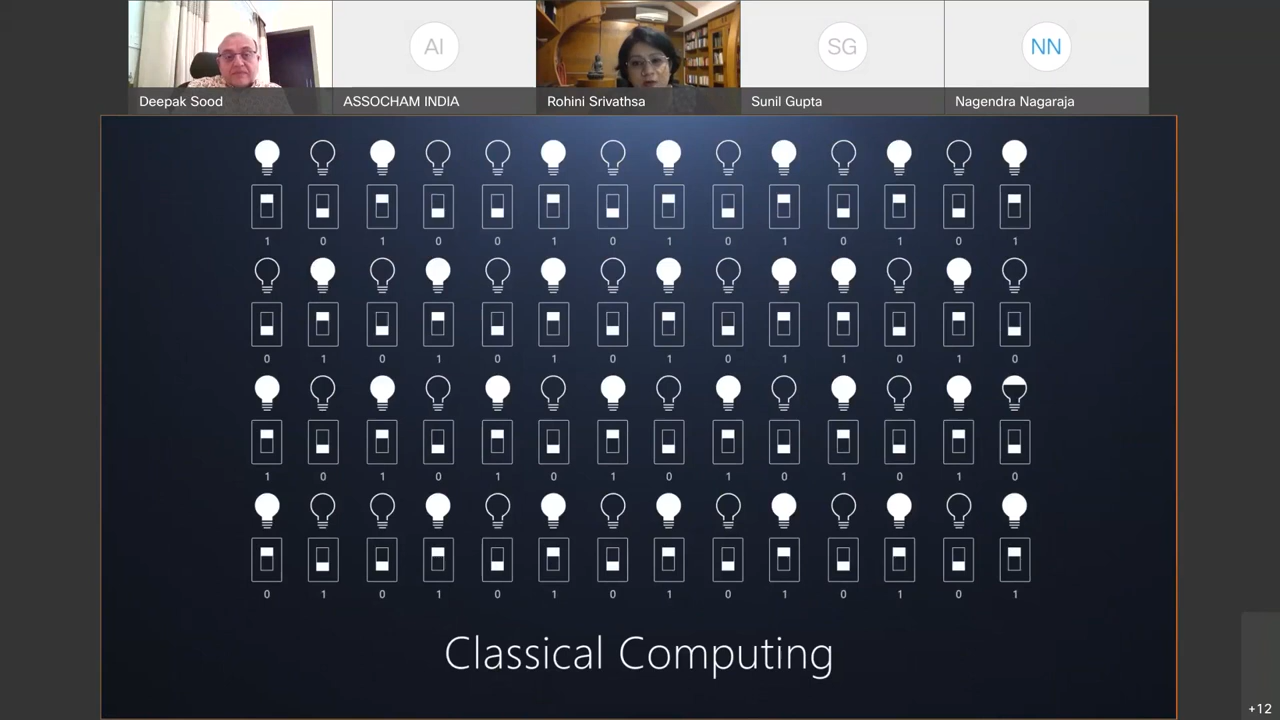 AI
SG
NN
Deepak Sood
ASSOCHAM INDIA
Rohini Srivathsa
Sunil Gupta
Nagendra Nagaraja
1 0 1 0 0 1 0 1 0 1 0 1 0 1
0 1 0 1 0 1 0 1 0 1 1 0 1 0
1 0 1 0 1 0 1 0 1 0 1 0 1 0
0 1 0 1 0 1 0 1 0 1 0 1 0 1
Classical Computing
+12